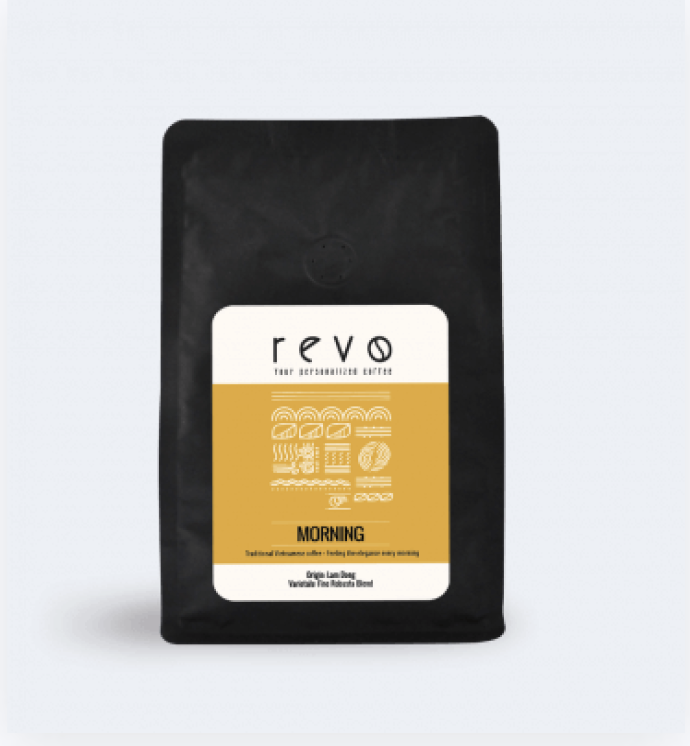 revo
Your personalized coffee
MORNING
Traditional Vietnamese coffee - feeling the elegance every morning
Origin: Lam Dong
Varietals: Fine Robusta Blend